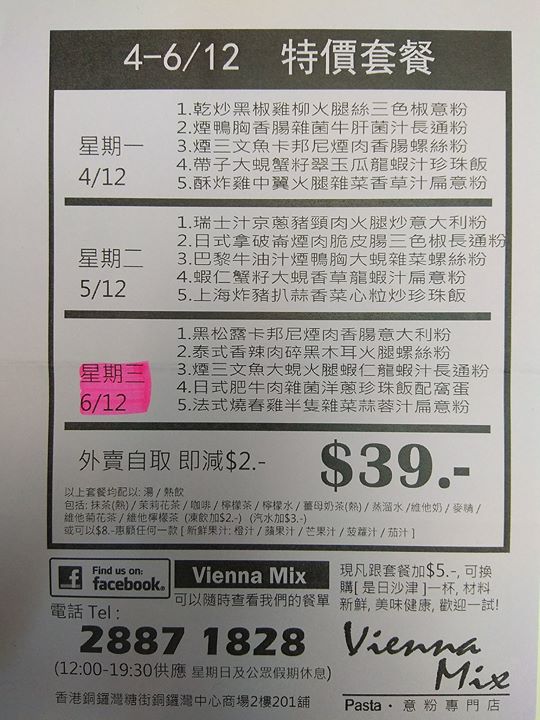 4-6/12 特價套餐
星期一
4/12
1.乾炒黑椒雞柳火腿絲三色椒意粉
2.煙鴨胸香腸雜菌牛肝菌汁長通粉
3.煙三文魚卡邦尼煙肉香腸螺絲粉
4.帶子大蜆蟹籽翠玉瓜龍蝦汁珍珠飯
5.酥炸雞中翼火腿雜菜香草汁扁意粉
星期二
5/12
1.瑞士汁京蔥豬頸肉火腿炒意大利粉
2.日式拿破崙煙肉脆皮腸三色椒長通粉
3.巴黎牛油汁煙鴨胸大蜆雜菜螺絲粉
4.蝦仁蟹籽大蜆香草龍蝦汁扁意粉
5.上海炸豬扒蒜香菜心粒炒珍珠飯
星期三
6/12
1.黑松露卡邦尼煙肉香腸意大利粉
2.泰式香辣肉碎黑木耳火腿螺絲粉
3.煙三文魚大蜆火腿蝦仁龍蝦汁長通粉
4.日式肥牛肉雜菌洋蔥珍珠飯配窩蛋
5.法式燒春雞半隻雜菜蒜蓉汁扁意粉
外賣自取 即減$2.-
$39.-
以上套餐均配以: 湯 / 熱飲
包括: 抹茶(熱) / 茉莉花茶 / 咖啡 / 檸檬茶 / 檸檬水 / 薑母奶茶(熱) / 蒸溜水 / 維他奶 / 麥精 /
維他菊花茶 / 維他檸檬茶 (凍飲加$2.-) (汽水加$3.-)
或可以$8.-惠顧任何一款 [ 新鮮果汁: 橙汁 / 蘋果汁 / 芒果汁 / 菠蘿汁 / 茄汁 ]
f Find us on: facebook.
Vienna Mix
可以隨時查看我們的餐單
現凡跟套餐加$5.-, 可換
購[ 是日沙津 ]一杯, 材料
新鮮, 美味健康, 歡迎一試!
電話 Tel :
2887 1828
(12:00-19:30供應 星期日及公眾假期休息)
香港銅鑼灣糖街銅鑼灣中心商場2樓201舖
Vienna
Mix
Pasta · 意粉專門店